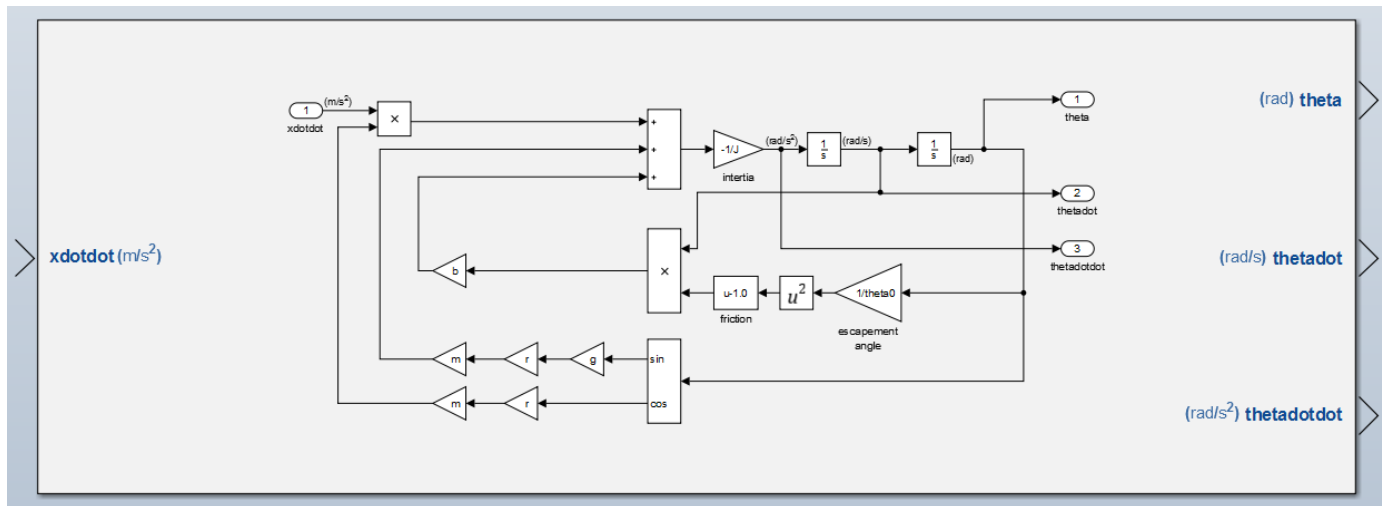 (rad) theta
1
(m/s²)
xdotdot
×
1
theta
+
+
+
-1/J
intertia
(rad/s²)
1
s
(rad/s)
1
s
(rad)
2
thetadot
xdotdot (m/s²)
b
×
3
thetadotdot
(rad/s) thetadot
u-1.0
friction
u²
1/theta0
escapement
angle
m
r
g
sin
m
r
cos
(rad/s²) thetadotdot